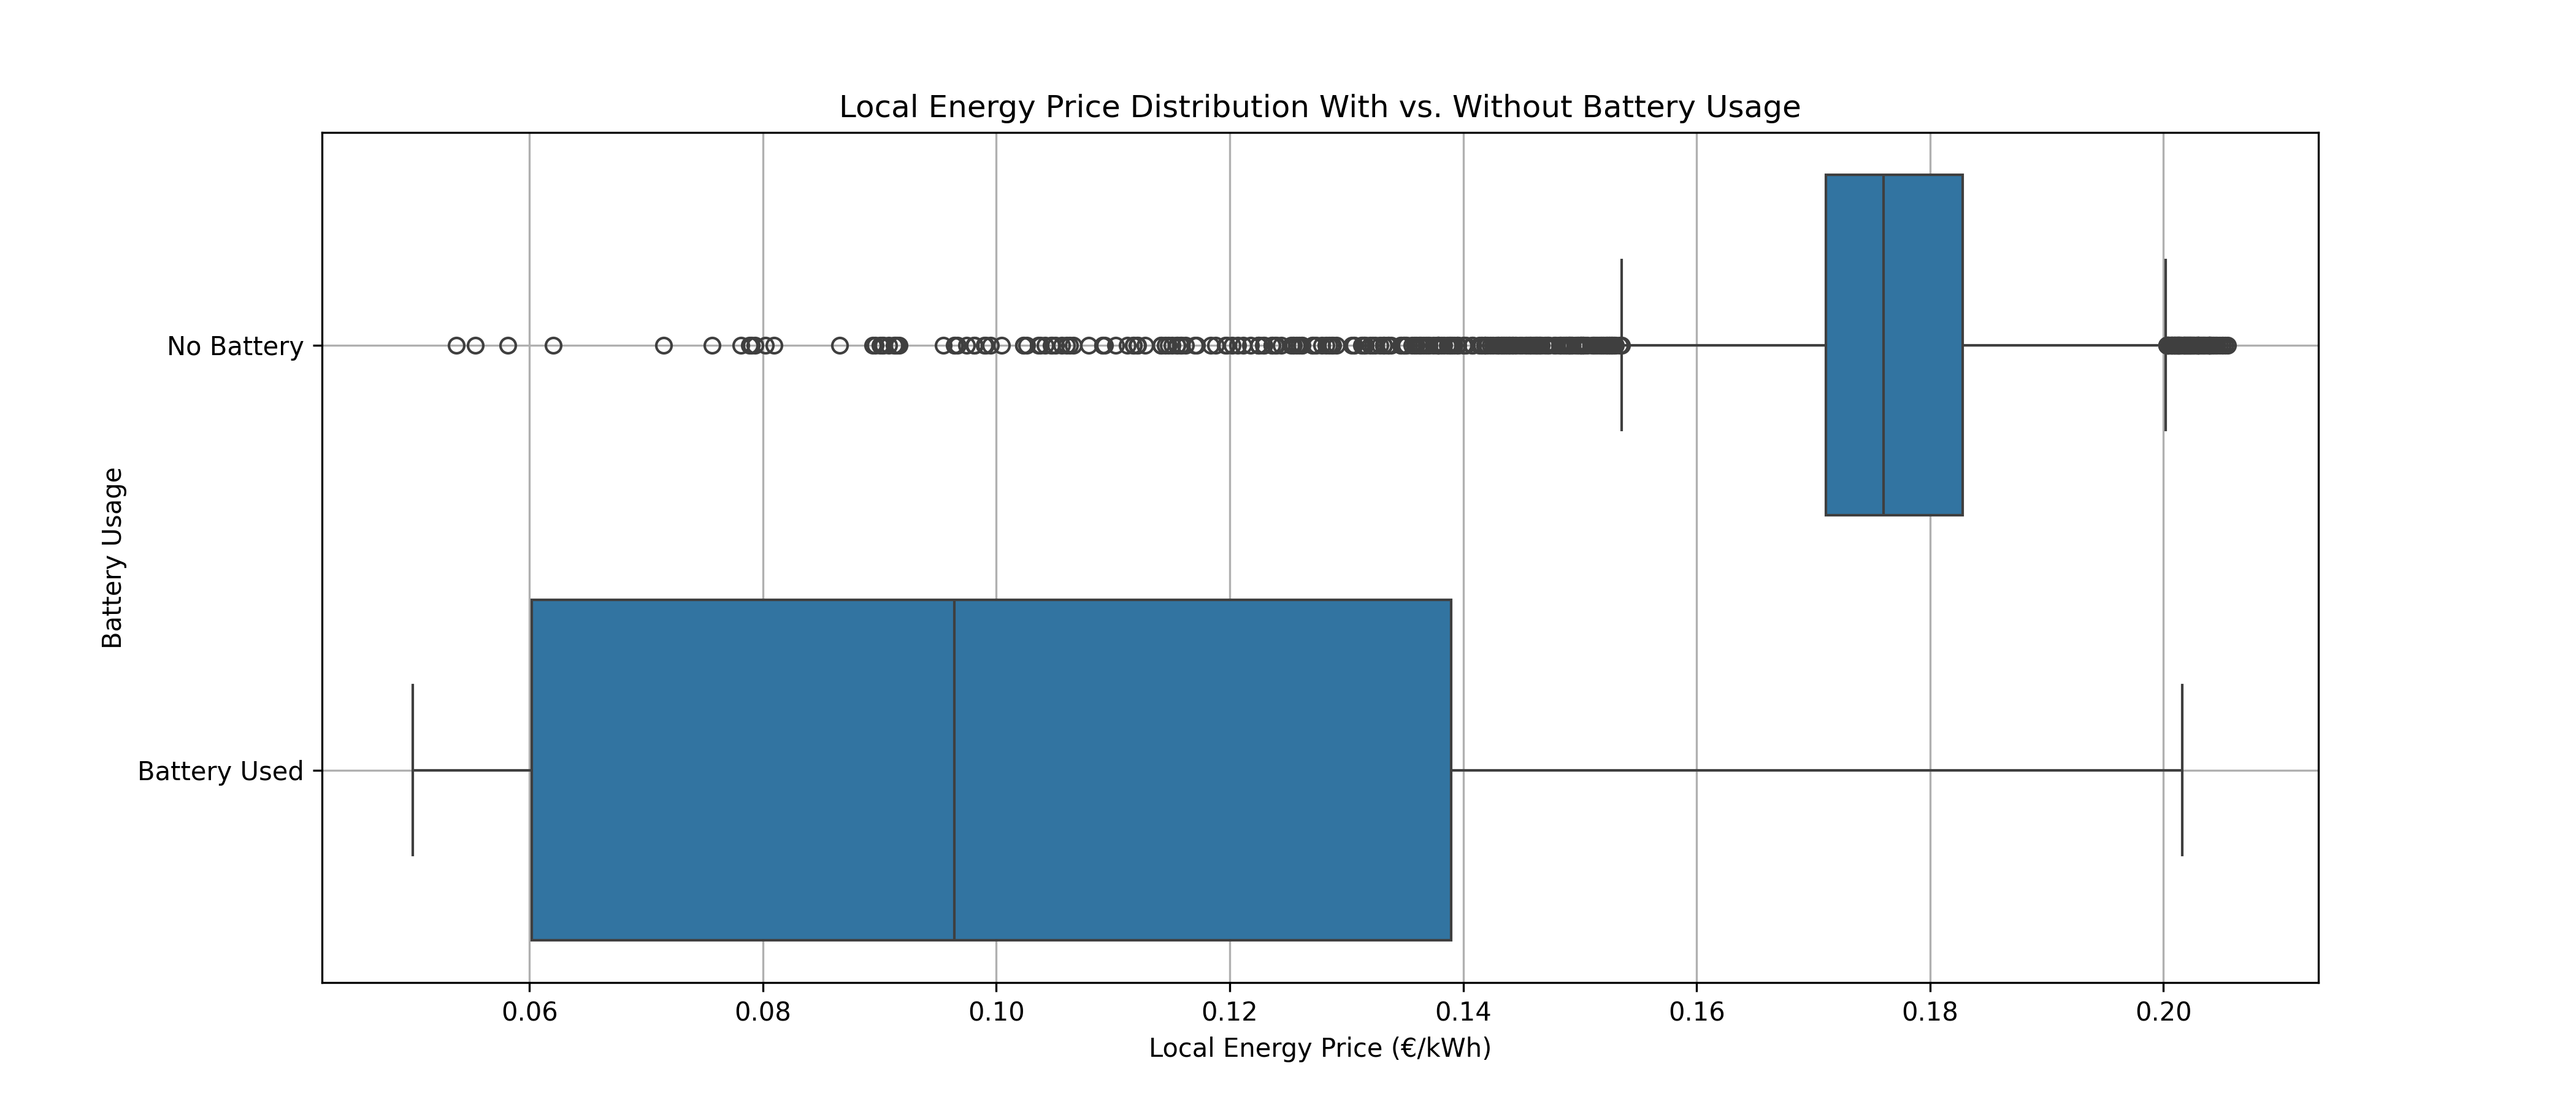 Local Energy Price Distribution With vs. Without Battery Usage
Battery Usage
No Battery
Battery Used
0.06 0.08 0.10 0.12 0.14 0.16 0.18 0.20
Local Energy Price (€/kWh)